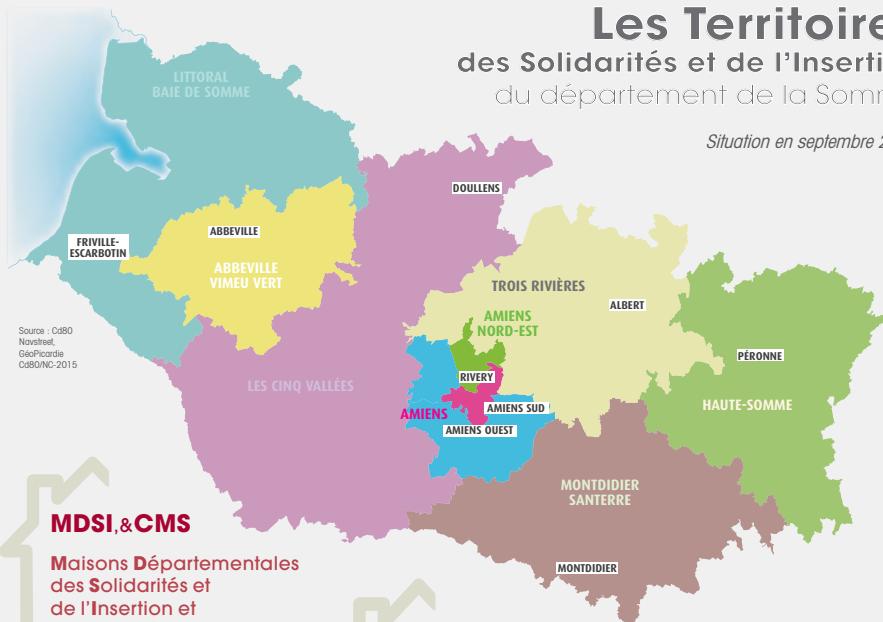 Les Territoire
des Solidarités et de l'Inserti
du département de la Somm
Situation en septembre 2
LITTORAL
BAIE DE SOMME
DOULLENS
FRIVILLE-
ESCARBOTIN
ABBEVILLE
ABBEVILLE
VIMEU VERT
TROIS RIVIÈRES
ALBERT
AMIENS
NORD-EST
Source : Cd80
Navstreet,
GéoPicardie
Cd80/NC-2015
PÉRONNE
LES CINQ VALLÉES
RIVERY
HAUTE-SOMME
AMIENS
AMIENS SUD
AMIENS OUEST
MONTDIDIER
SANTERRE
MONTDIDIER
MDSI,&CMS
Maisons Départementales
des Solidarités et
de l'Insertion et